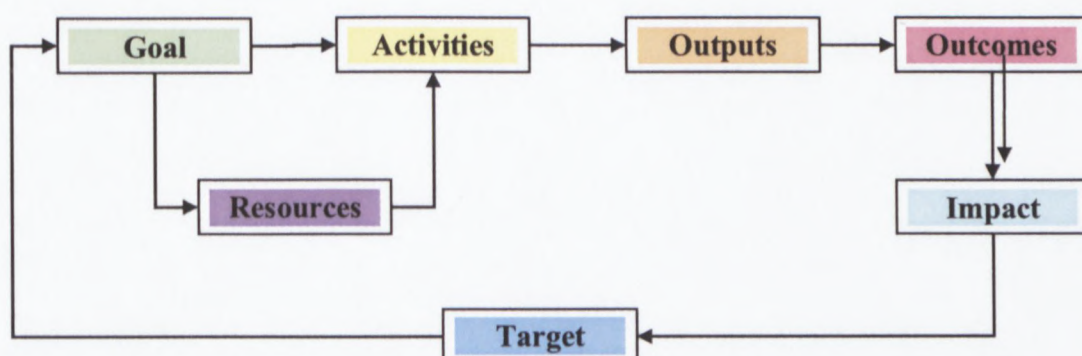 Goal
Activities
Outputs
Outcomes
Resources
Impact
Target